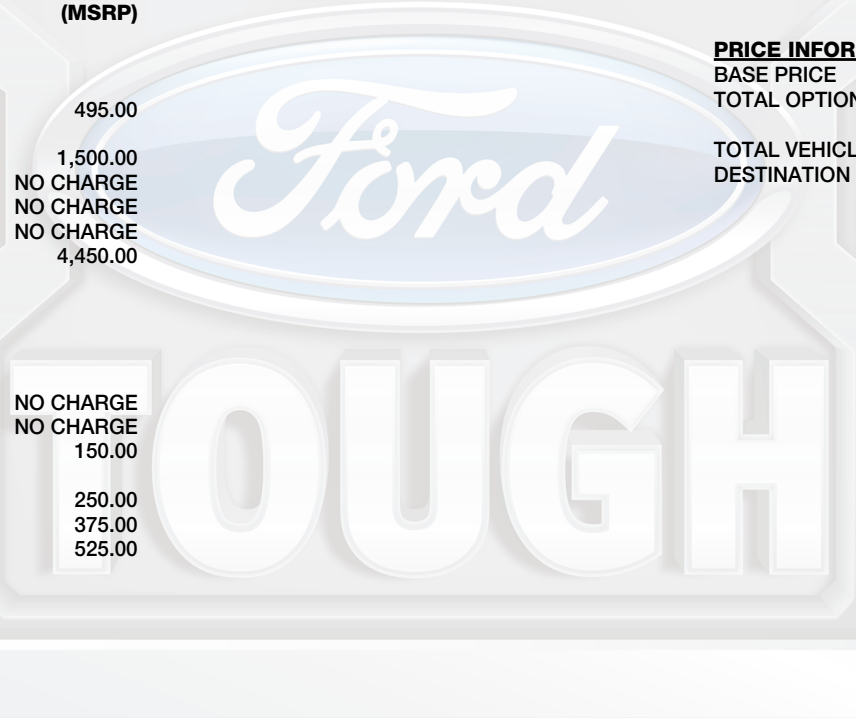 (MSRP)
495.00
1,500.00
NO CHARGE
NO CHARGE
NO CHARGE
4,450.00
NO CHARGE
NO CHARGE
150.00
250.00
375.00
525.00
PRICE INFOR
BASE PRICE
TOTAL OPTION
TOTAL VEHICL
DESTINATION
Ford
TOUGH